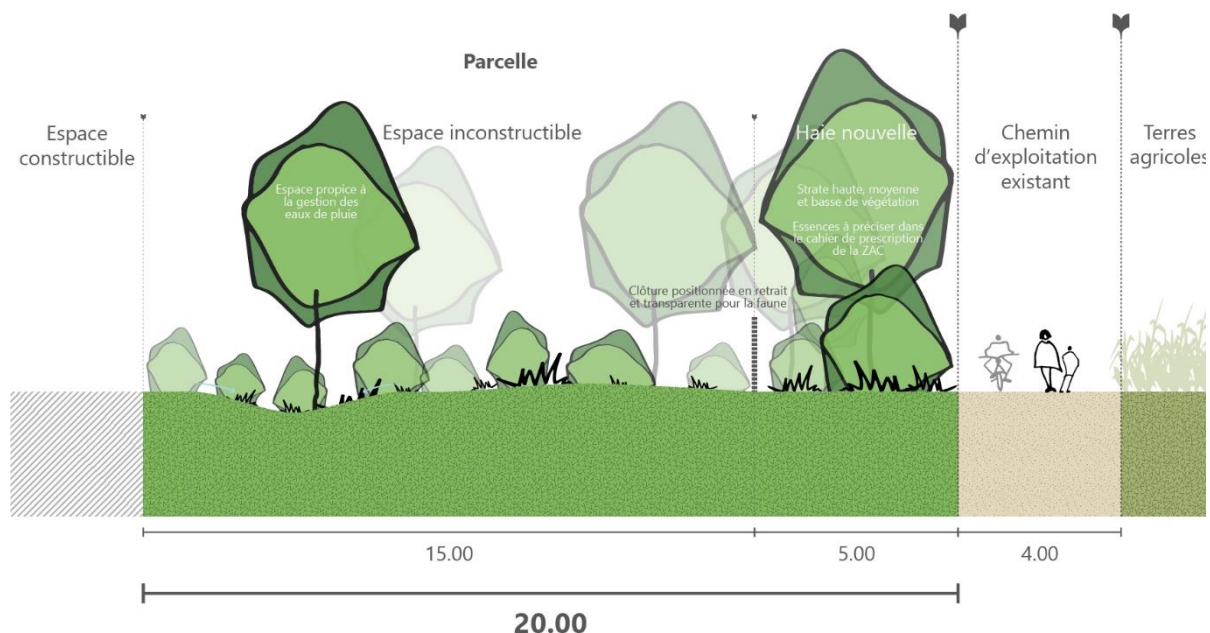 Parcelle
Espace
constructible
Espace inconstructible
Haie nouvelle
Chemin
d'exploitation
existant
Terres
agricoles
Espace propice à
la gestion des
eaux de pluie
Strate haute, moyenne
et basse de végétation
Essences à préciser dans
le cahier de prescription
de la ZAC
Clôture positionnée en retrait
et transparente pour la faune
15.00
5.00
4.00
20.00